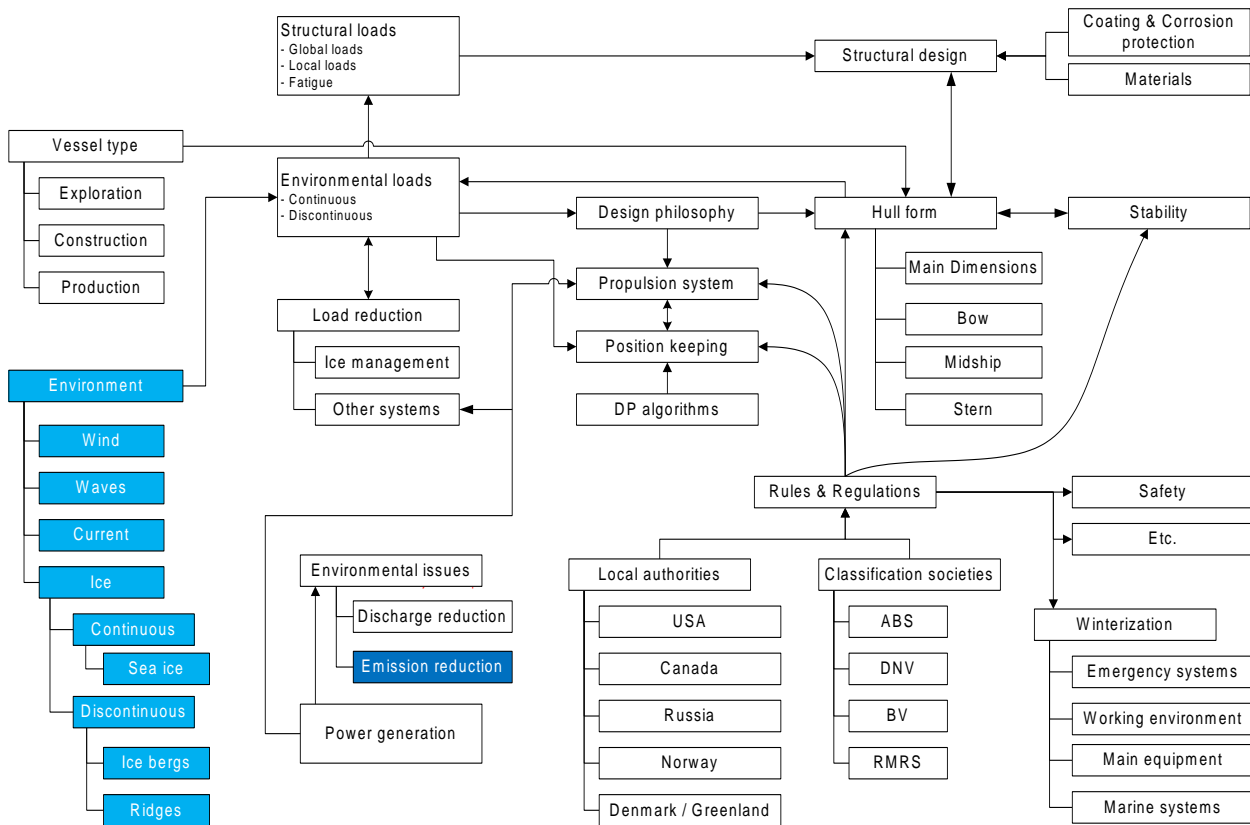 Structural loads
- Global loads
- Local loads
- Fatigue
Structural design
Coating & Corrosion
protection
Materials
Vessel type
Exploration
Construction
Production
Environmental loads
- Continuous
- Discontinuous
Design philosophy
Hull form
Stability
Main Dimensions
Bow
Midship
Stern
Propulsion system
Position keeping
DP algorithms
Load reduction
Ice management
Other systems
Environment
Wind
Waves
Current
Ice
Continuous
Sea ice
Discontinuous
Ice bergs
Ridges
Environmental issues
Discharge reduction
Emission reduction
Power generation
Rules & Regulations
Local authorities
USA
Canada
Russia
Norway
Denmark / Greenland
Classification societies
ABS
DNV
BV
RMRS
Safety
Etc.
Winterization
Emergency systems
Working environment
Main equipment
Marine systems